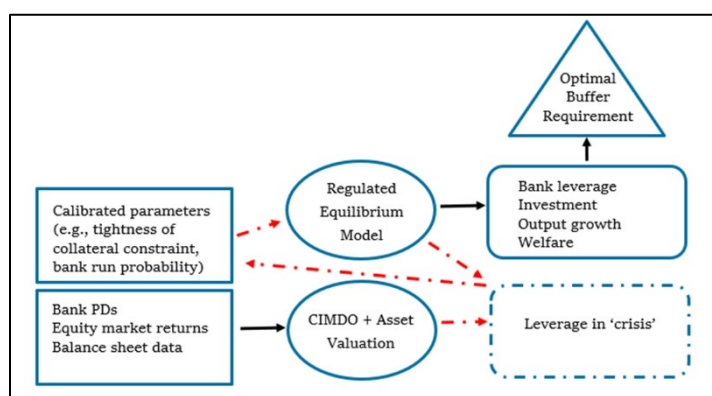 Optimal
Buffer
Requirement
Regulated
Equilibrium
Model
Bank leverage
Investment
Output growth
Welfare
Calibrated parameters
(e.g., tightness of
collateral constraint,
bank run probability)
Bank PDs
Equity market returns
Balance sheet data
CIMDO + Asset
Valuation
Leverage in ‘crisis’